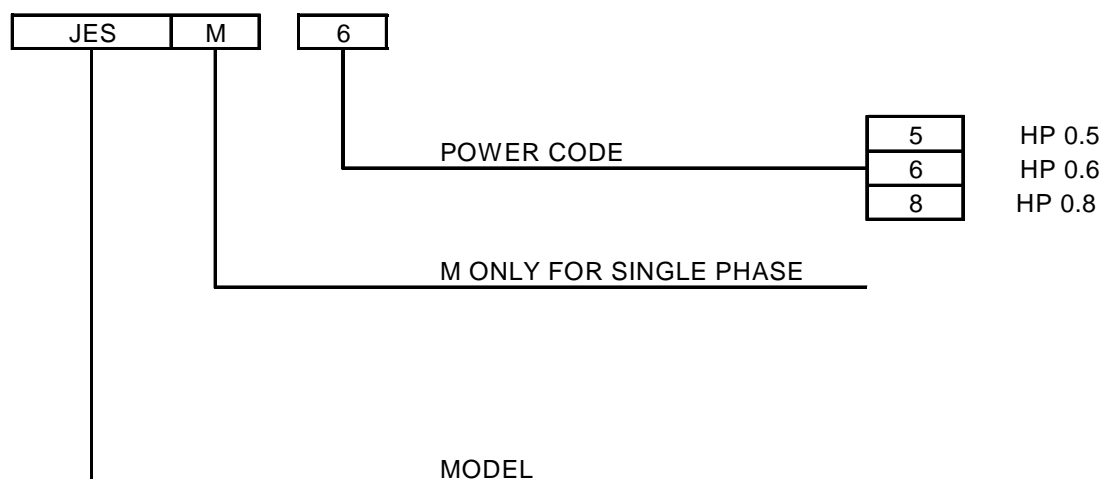 JES M 6
5 HP 0.5
POWER CODE
6 HP 0.6
8 HP 0.8
M ONLY FOR SINGLE PHASE
MODEL